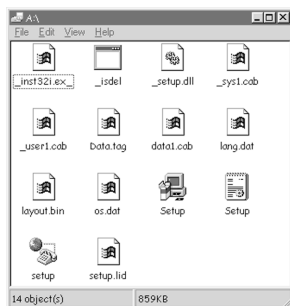 A:\
File Edit View Help
_inst32i.ex_ _isdel _setup.dll _sys1.cab
_user1.cab Data.tag data1.cab lang.dat
layout.bin os.dat Setup Setup
setup setup.lid
14 object(s) 859KB